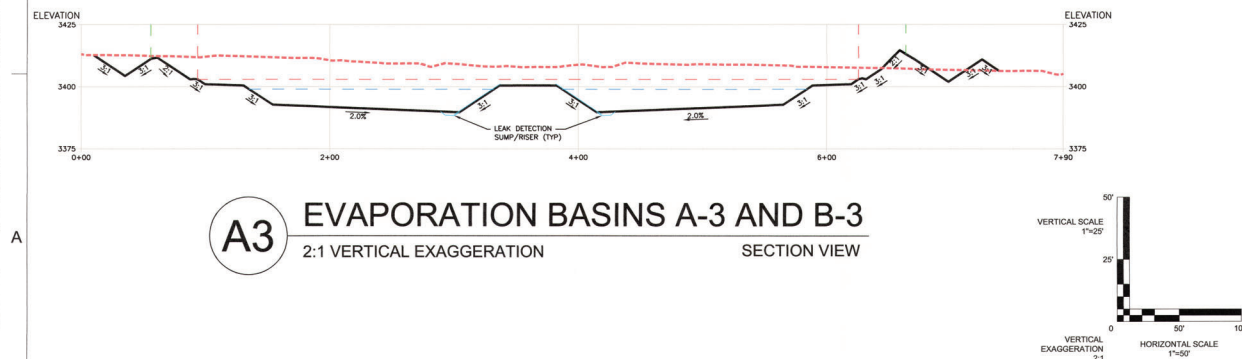 ELEVATION
ELEVATION
3425
3425
3:1
3:1
2:1
3:1
3:1
3:1
3:1
3:1
3:1
2:1
3:1
3:1
3:1
3400
3400
2.0%
2.0%
LEAK DETECTION
SUMP/RISER (TYP)
3375
3375
0+00
2+00
4+00
6+00
7+90
A
A3
EVAPORATION BASINS A-3 AND B-3
2:1 VERTICAL EXAGGERATION
SECTION VIEW
50'
VERTICAL SCALE
1"=25'
25'
0
50'
VERTICAL
EXAGGERATION
2:1
HORIZONTAL SCALE
1"=50'